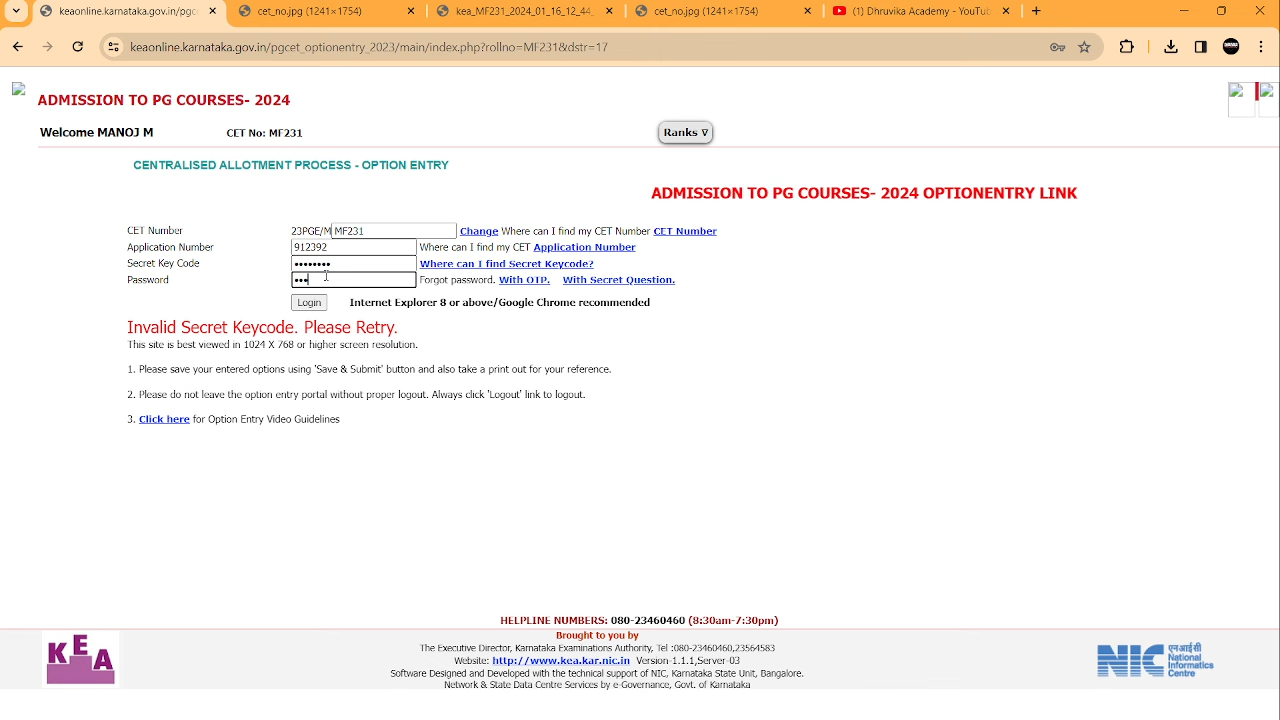 keaonline.karnataka.gov.in/pgc
cet_no.jpg (1241×1754)
kea_MF231_2024_01_16_12_44_
cet_no.jpg (1241×1754)
(1) Dhruvika Academy - YouTub
keaonline.karnataka.gov.in/pgcet_optionentry_2023/main/index.php?rollno=MF231&dstr=17
ADMISSION TO PG COURSES- 2024
Welcome MANOJ M CET No: MF231 Ranks ∇
CENTRALISED ALLOTMENT PROCESS - OPTION ENTRY
ADMISSION TO PG COURSES- 2024 OPTIONENTRY LINK
CET Number 23PGE/M MF231 Change Where can I find my CET Number CET Number
Application Number 912392 Where can I find my CET Application Number
Secret Key Code •••••••• Where can I find Secret Keycode?
Password ••• Forgot password. With OTP. With Secret Question.
Login Internet Explorer 8 or above/Google Chrome recommended
Invalid Secret Keycode. Please Retry.
This site is best viewed in 1024 X 768 or higher screen resolution.
1. Please save your entered options using 'Save & Submit' button and also take a print out for your reference.
2. Please do not leave the option entry portal without proper logout. Always click 'Logout' link to logout.
3. Click here for Option Entry Video Guidelines
HELPLINE NUMBERS: 080-23460460 (8:30am-7:30pm)
Brought to you by
The Executive Director, Karnataka Examinations Authority, Tel :080-23460460,23564583
Website: http://www.kea.kar.nic.in Version-1.1.1,Server-03
Software Designed and Developed with the technical support of NIC, Karnataka State Unit, Bangalore.
Network & State Data Centre Services by e-Governance, Govt. of Karnataka
KEA
NIC
एनआईसी
National
Informatics
Centre